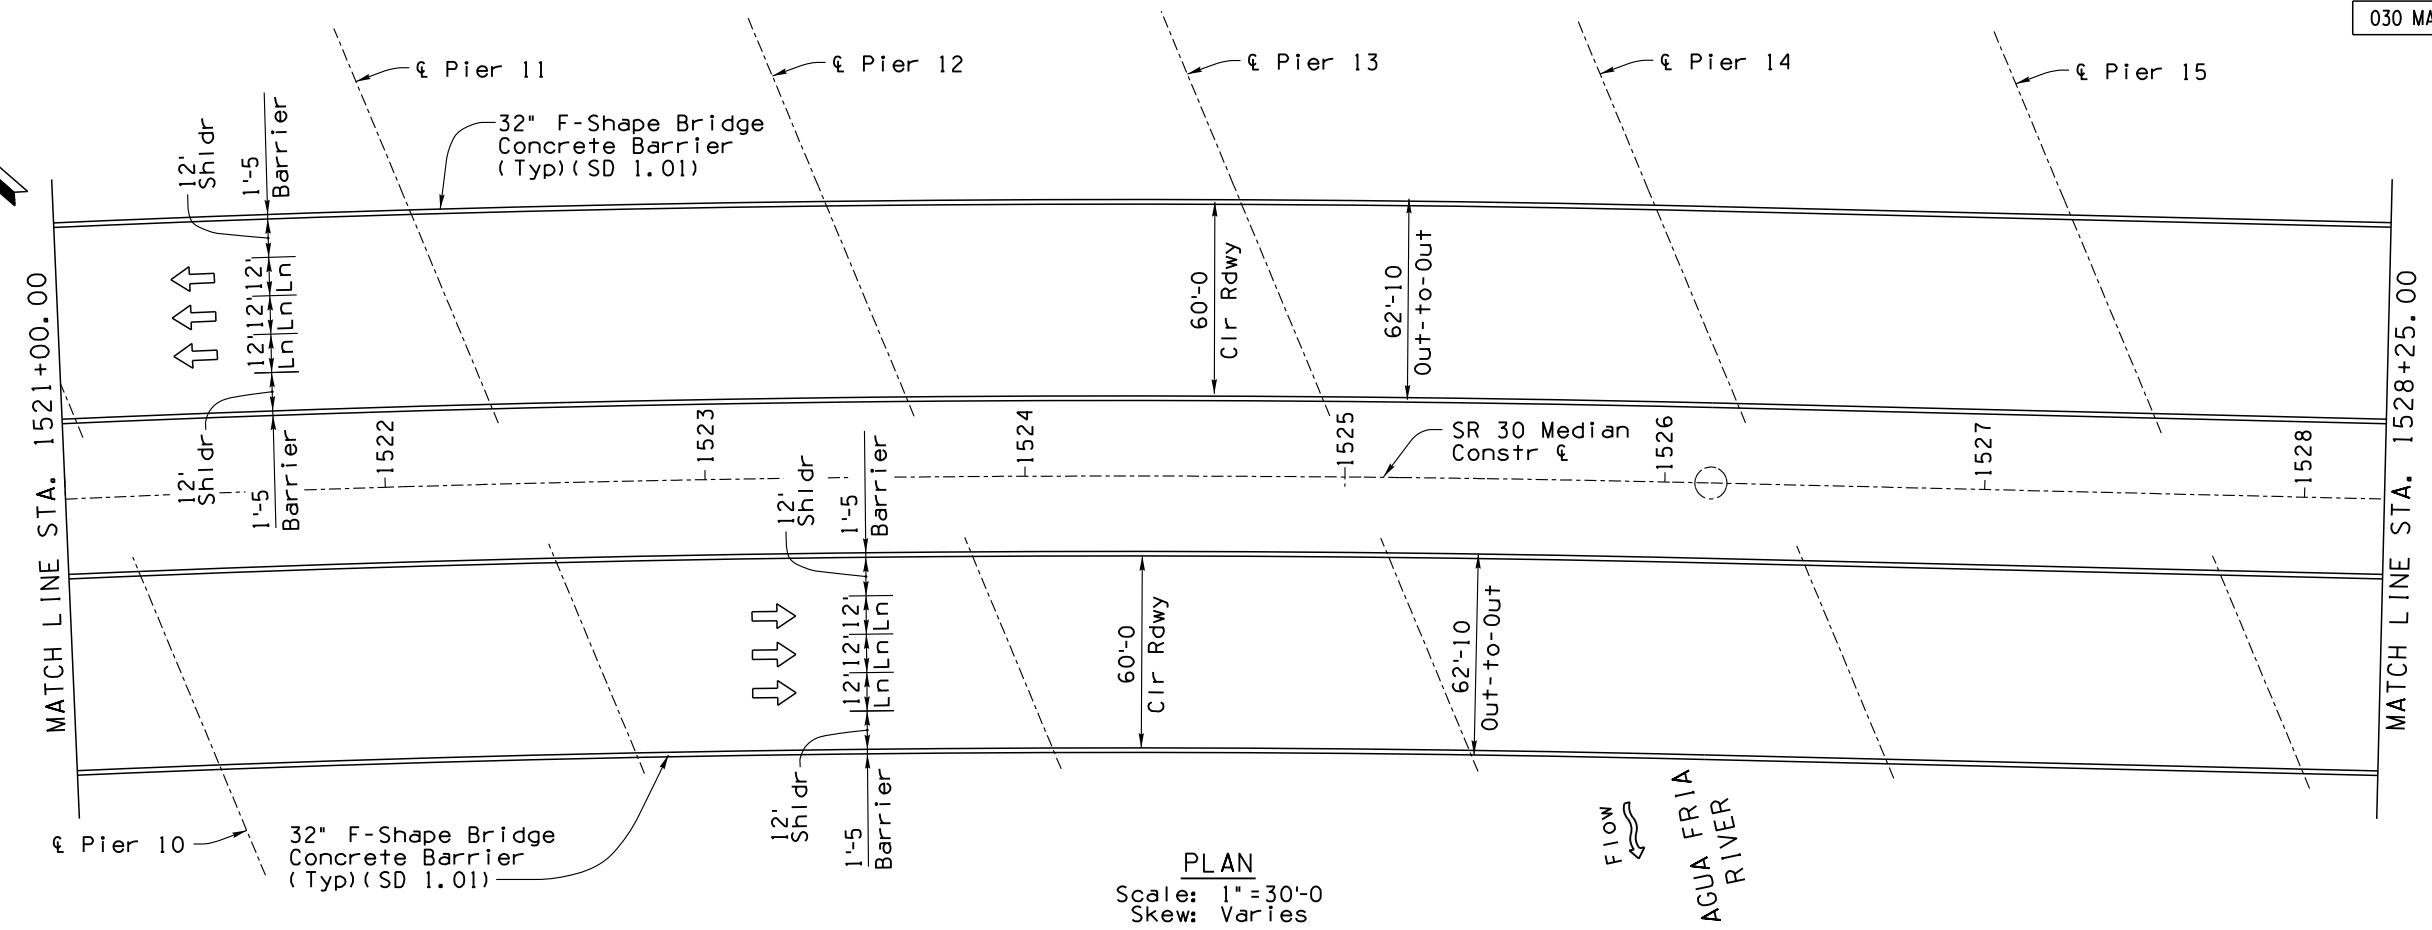 030 MA
℄ Pier 11
℄ Pier 12
℄ Pier 13
℄ Pier 14
℄ Pier 15
32" F-Shape Bridge
Concrete Barrier
(Typ)(SD 1.01)
12'
Shldr
1'-5
Barrier
12'
Ln
12'
Ln
12'
Ln
12'
Shldr
1'-5
Barrier
60'-0
Clr Rdwy
62'-10
Out-to-Out
MATCH LINE STA. 1521+00.00
MATCH LINE STA. 1528+25.00
1522
1523
1524
1525
1526
1527
1528
SR 30 Median
Constr ℄
12'
Shldr
1'-5
Barrier
12'
Ln
12'
Ln
12'
Ln
12'
Shldr
1'-5
Barrier
60'-0
Clr Rdwy
62'-10
Out-to-Out
℄ Pier 10
32" F-Shape Bridge
Concrete Barrier
(Typ)(SD 1.01)
Flow
AGUA FRIA
RIVER
PLAN
Scale: 1"=30'-0
Skew: Varies